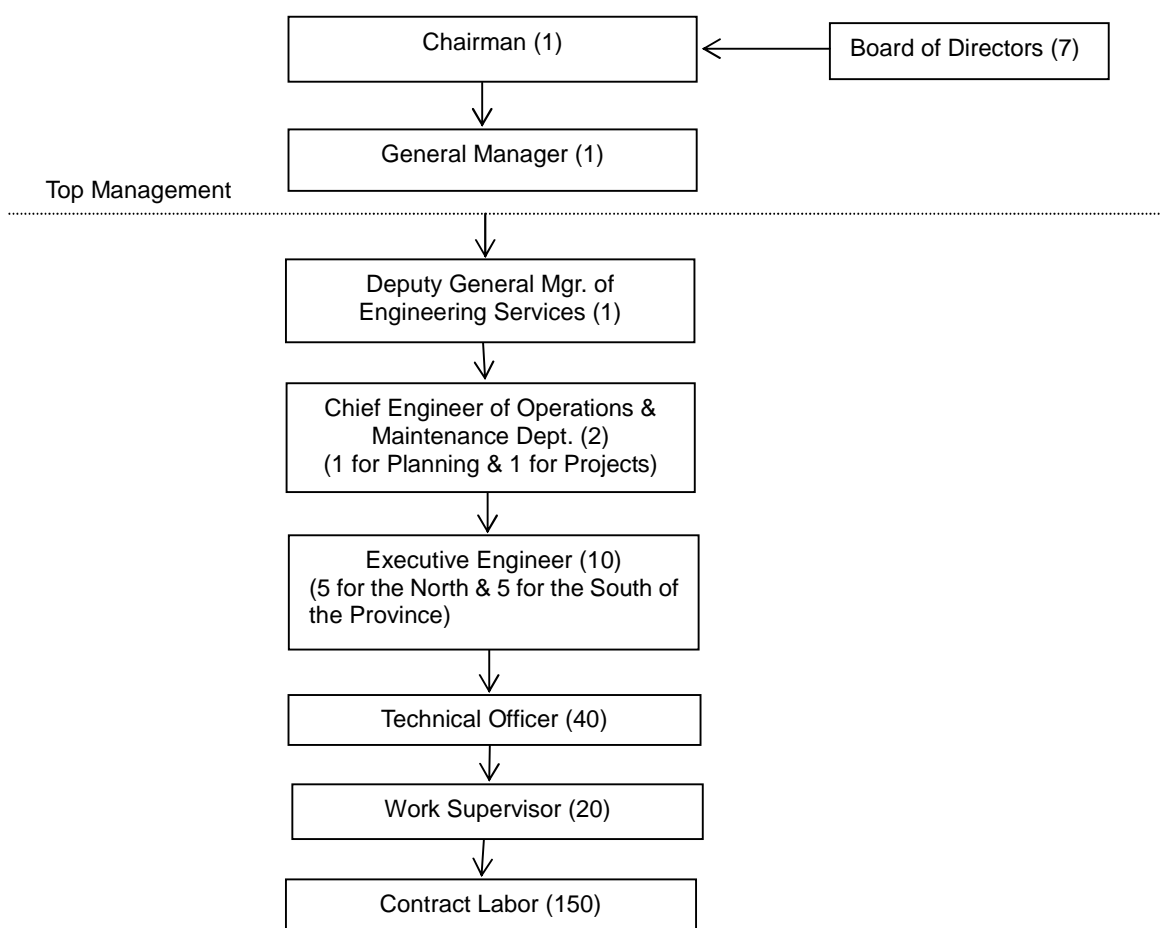 Chairman (1)
Board of Directors (7)
General Manager (1)
Top Management
Deputy General Mgr. of
Engineering Services (1)
Chief Engineer of Operations &
Maintenance Dept. (2)
(1 for Planning & 1 for Projects)
Executive Engineer (10)
(5 for the North & 5 for the South of
the Province)
Technical Officer (40)
Work Supervisor (20)
Contract Labor (150)